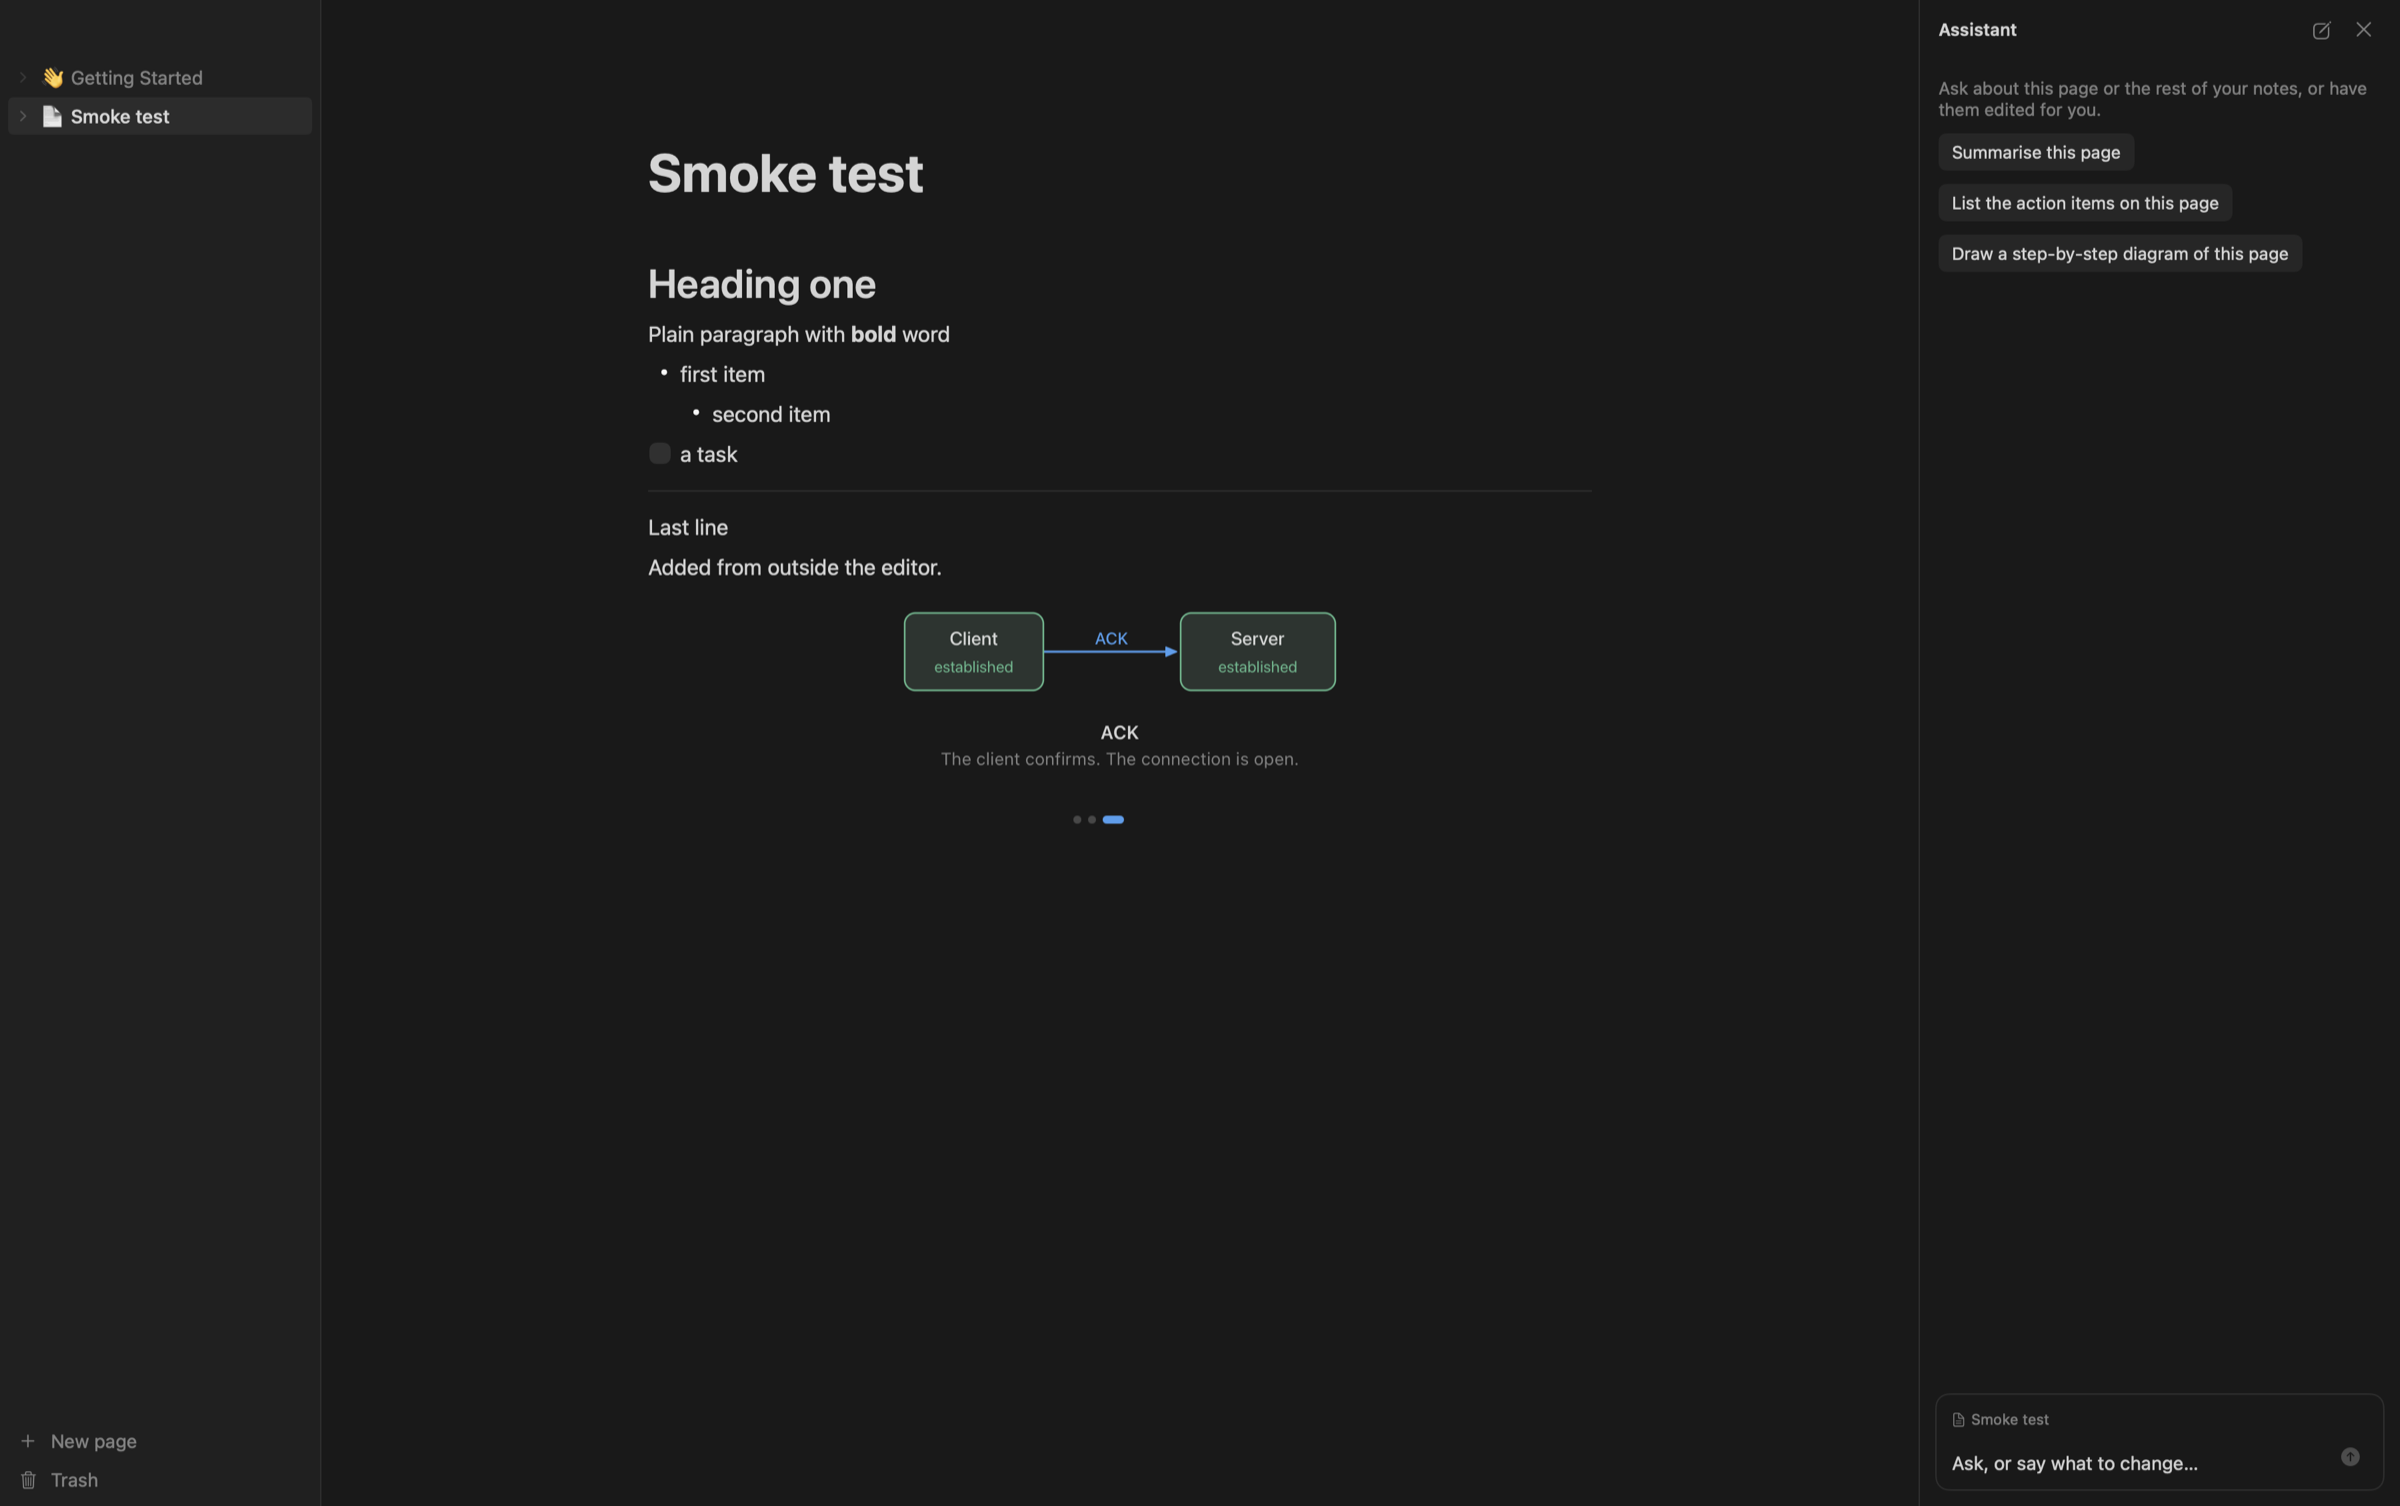 Getting Started
Smoke test
New page
Trash
Smoke test
Heading one
Plain paragraph with bold word
• first item
• second item
a task
Last line
Added from outside the editor.
Client
established
ACK
Server
established
ACK
The client confirms. The connection is open.
Assistant
Ask about this page or the rest of your notes, or have
them edited for you.
Summarise this page
List the action items on this page
Draw a step-by-step diagram of this page
Smoke test
Ask, or say what to change...